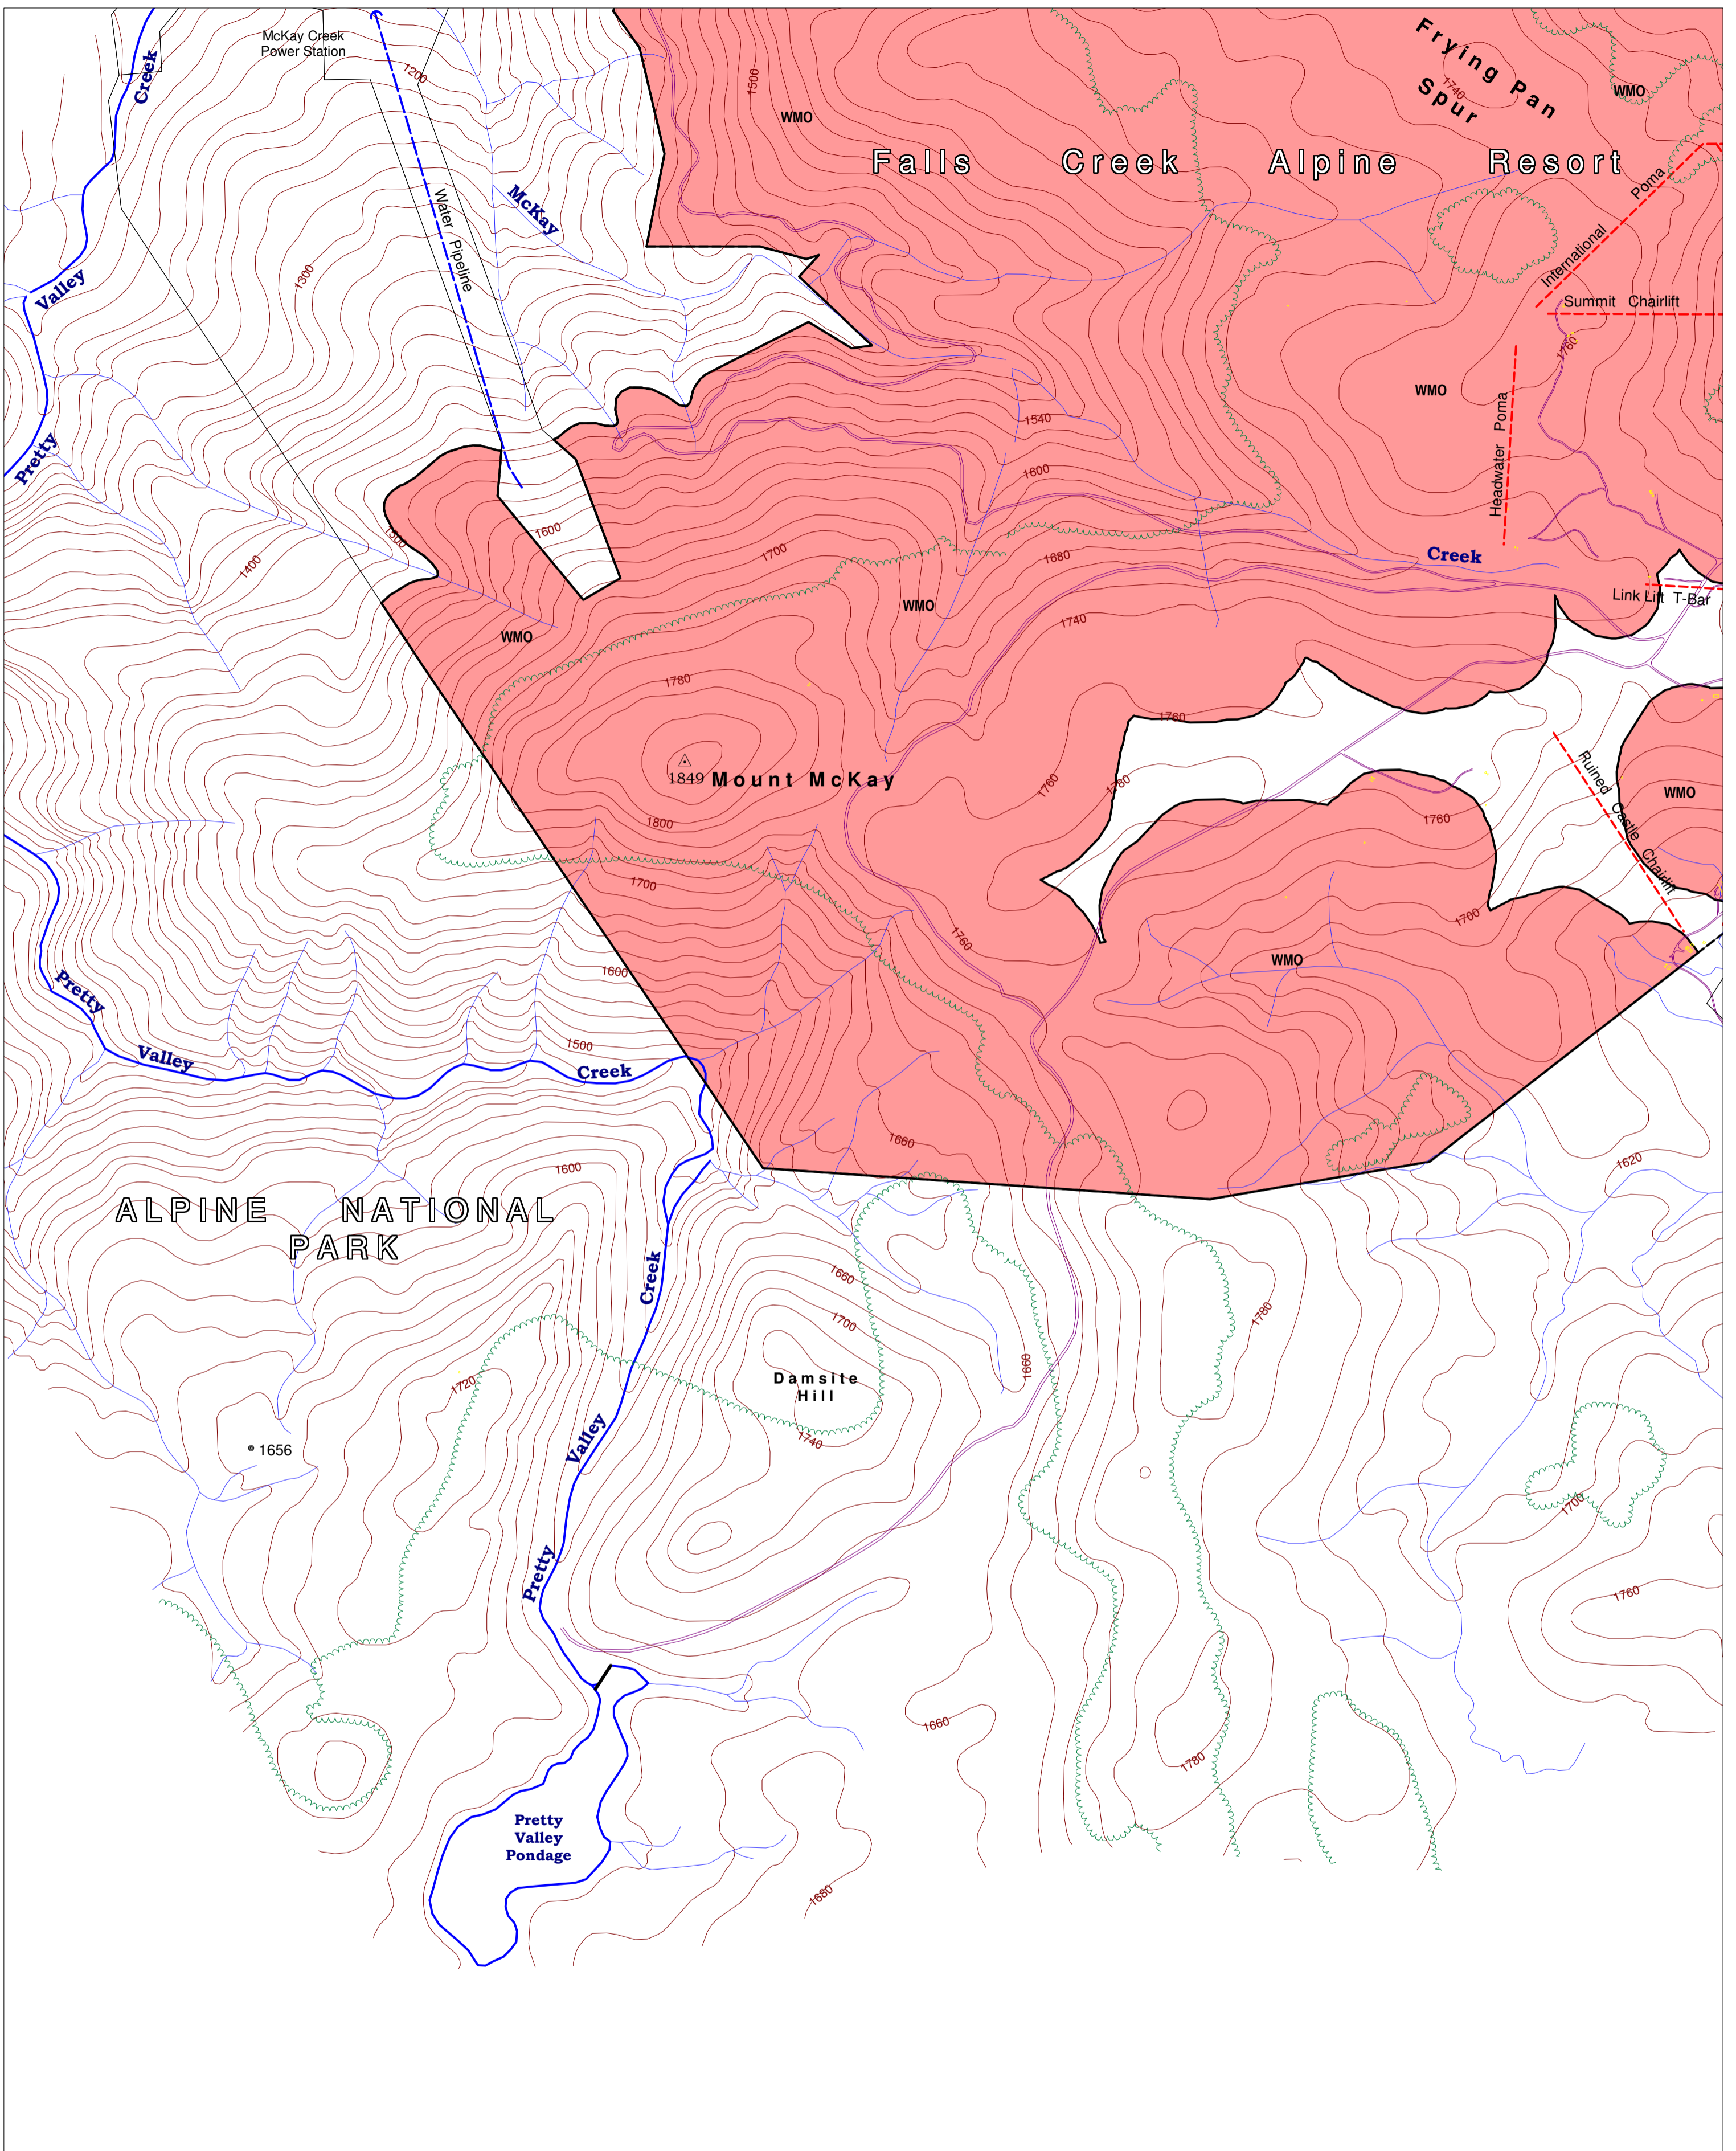 McKay Creek
Power Station
Creek
1200
1500
WMO
Frying Pan
Spur
1740
WMO
Falls Creek Alpine Resort
Water Pipeline
McKay
1300
Valley
Pretty
International Poma
Summit Chairlift
1760
WMO
Headwater Poma
1540
1600
1500
1600
1400
1700
1680
Creek
WMO
WMO
1740
Link Lift T-Bar
1780
1760
1849 Mount McKay
1760
1780
1800
1760
Ruined Castle Chairlift
WMO
1700
1700
1760
WMO
1600
Pretty
Valley
1500
Creek
1660
1620
1600
ALPINE NATIONAL
PARK
Creek
1660
1700
1780
1660
Damsite
Hill
1720
1740
Valley
1656
1700
Pretty
1760
1660
1780
Pretty
Valley
Pondage
1680